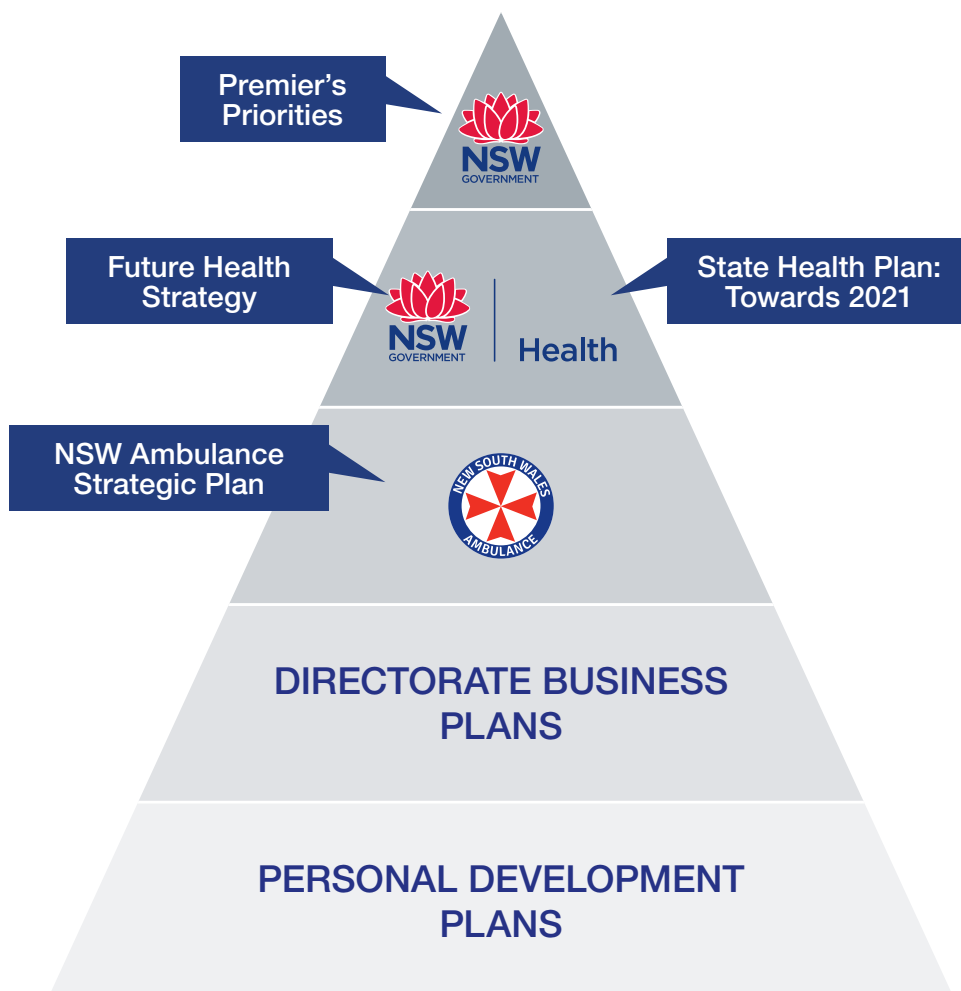 Premier's
Priorities
NSW
GOVERNMENT
Future Health
Strategy
NSW
GOVERNMENT
Health
State Health Plan:
Towards 2021
NSW Ambulance
Strategic Plan
NEW SOUTH WALES
AMBULANCE
DIRECTORATE BUSINESS
PLANS
PERSONAL DEVELOPMENT
PLANS